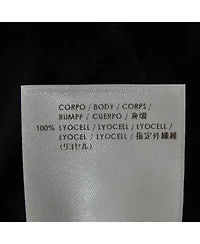 CORPO / BODY / CORPS /
RUMPF / CUERPO / 身頃
100% LYOCELL / LYOCELL / LYOCELL /
LYOCEL / LYOCELL / 指定外繊維
(リヨセル)